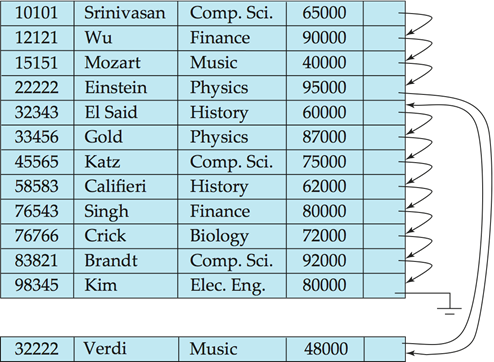 10101 Srinivasan Comp. Sci. 65000
12121 Wu Finance 90000
15151 Mozart Music 40000
22222 Einstein Physics 95000
32343 El Said History 60000
33456 Gold Physics 87000
45565 Katz Comp. Sci. 75000
58583 Califieri History 62000
76543 Singh Finance 80000
76766 Crick Biology 72000
83821 Brandt Comp. Sci. 92000
98345 Kim Elec. Eng. 80000
32222 Verdi Music 48000